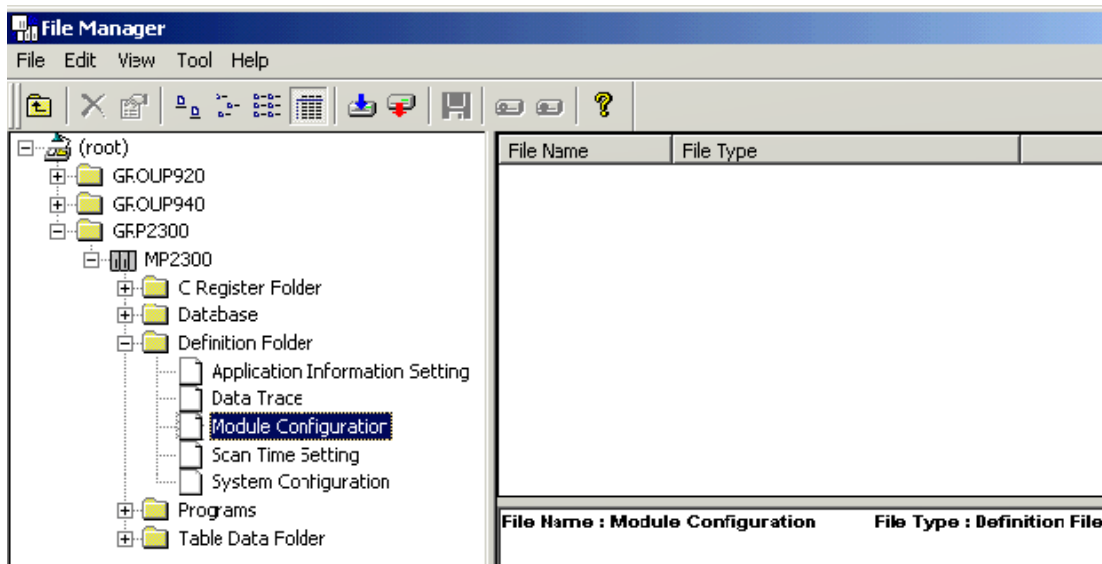 File Manager
File Edit View Tool Help
(root)
GROUP920
GROUP940
GRP2300
MP2300
C Register Folder
Database
Definition Folder
Application Information Setting
Data Trace
Module Configuration
Scan Time Setting
System Configuration
Programs
Table Data Folder
File Name File Type
File Name : Module Configuration File Type : Definition File